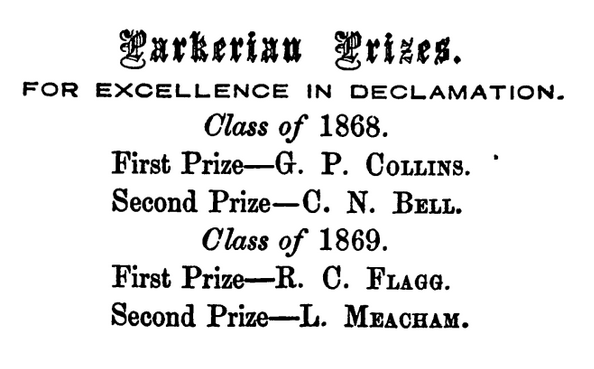 Parkerian Prizes.
FOR EXCELLENCE IN DECLAMATION.
Class of 1868.
First Prize—G. P. COLLINS.
Second Prize—C. N. BELL.
Class of 1869.
First Prize—R. C. FLAGG.
Second Prize—L. MEACHAM.